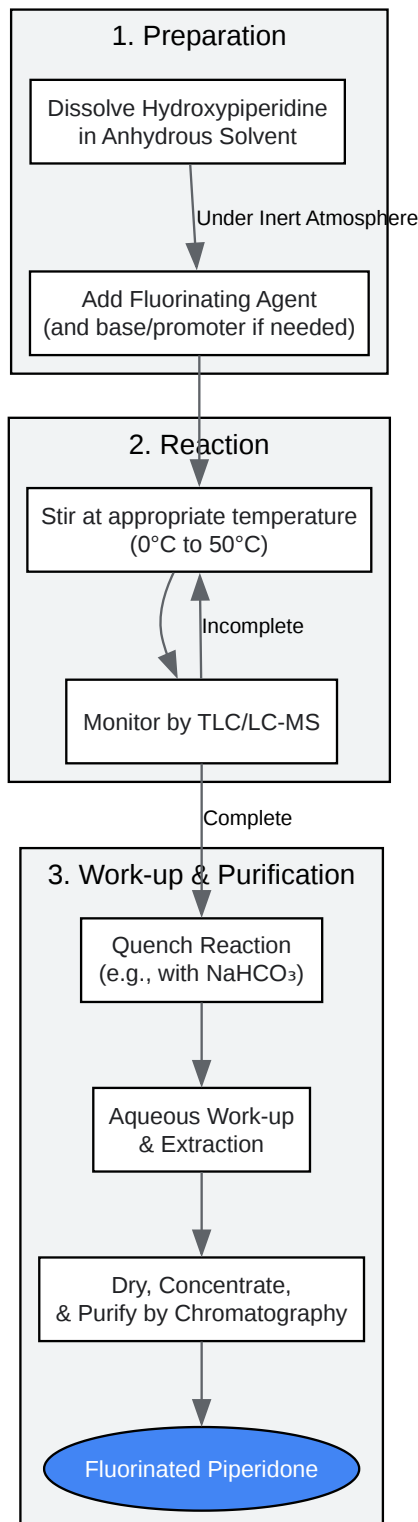 1. Preparation
Dissolve Hydroxypiperidine
in Anhydrous Solvent
Under Inert Atmosphere
Add Fluorinating Agent
(and base/promoter if needed)
2. Reaction
Stir at appropriate temperature
(0°C to 50°C)
Incomplete
Monitor by TLC/LC-MS
Complete
3. Work-up & Purification
Quench Reaction
(e.g., with NaHCO₃)
Aqueous Work-up
& Extraction
Dry, Concentrate,
& Purify by Chromatography
Fluorinated Piperidone